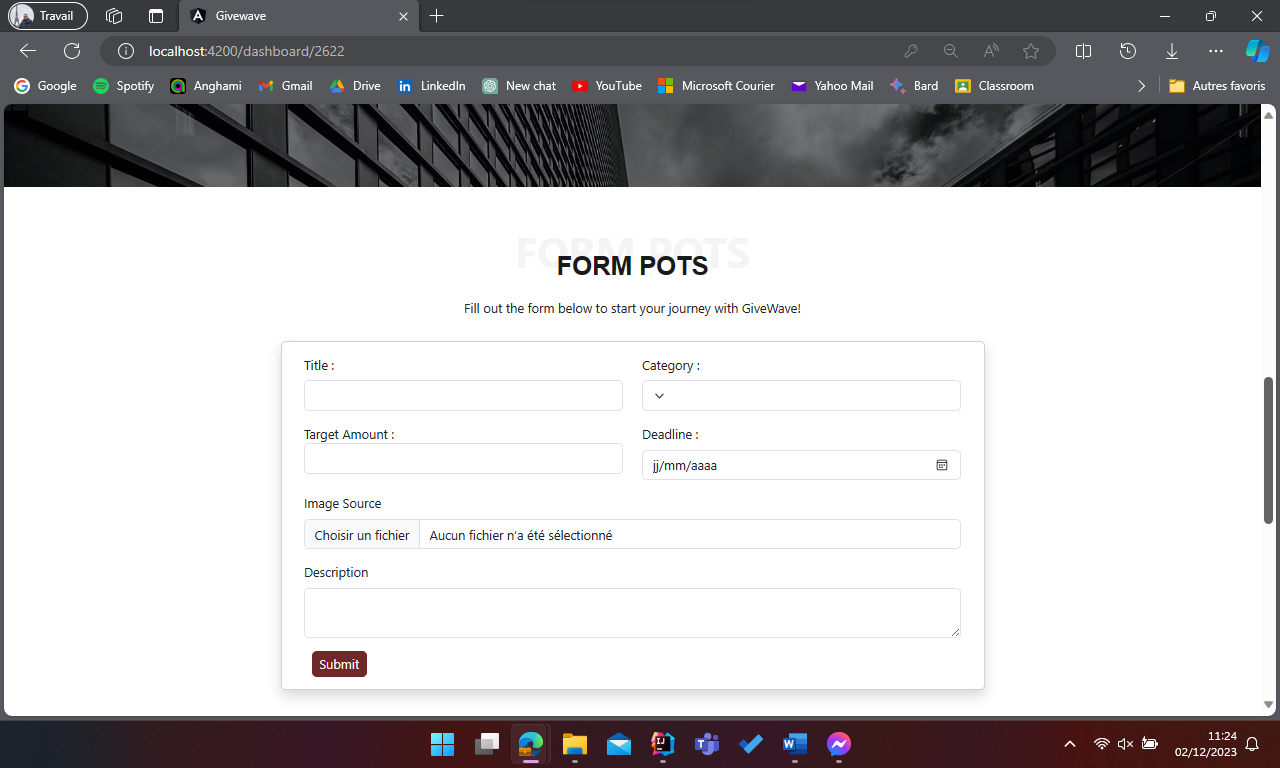 Travail
Givewave
localhost:4200/dashboard/2622
Google
Spotify
Anghami
Gmail
Drive
LinkedIn
New chat
YouTube
Microsoft Courier
Yahoo Mail
Bard
Classroom
Autres favoris
FORM POTS
FORM POTS
Fill out the form below to start your journey with GiveWave!
Title :
Category :
Target Amount :
Deadline :
jj/mm/aaaa
Image Source
Choisir un fichier
Aucun fichier n'a été sélectionné
Description
Submit
11:24
02/12/2023